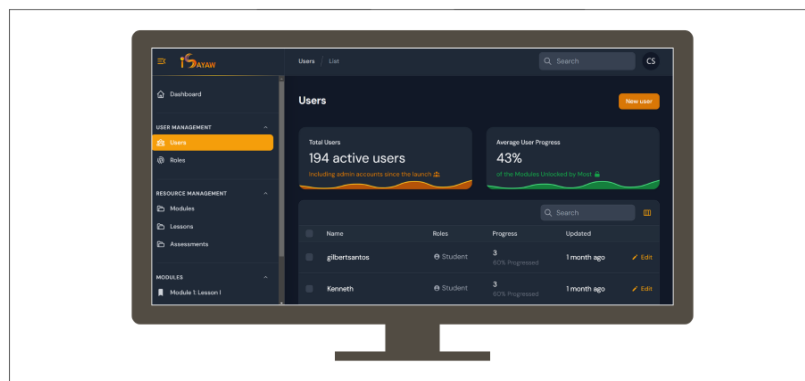 iSAYAW
Users / List
Search
CS
Dashboard
USER MANAGEMENT
Users
Roles
RESOURCE MANAGEMENT
Modules
Lessons
Assessments
MODULES
Module 1: Lesson I
Users
New user
Total Users
194 active users
Including admin accounts since the launch
Average User Progress
43%
of the Modules Unlocked by Most
Search
Name Roles Progress Updated
gilbertsantos Student 3 1 month ago Edit
60% Progressed
Kenneth Student 3 1 month ago Edit
60% Progressed